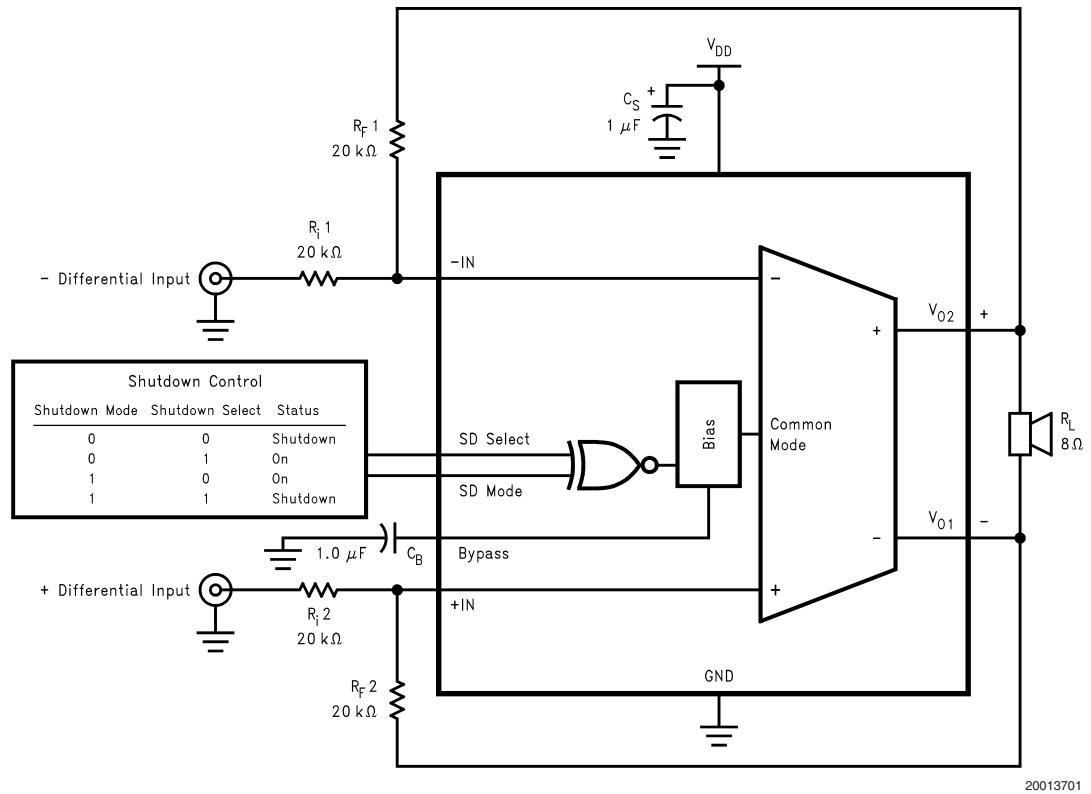 V_DD
C_S +
1 µF
R_F 1
20 kΩ
R_i 1
20 kΩ
-IN
- Differential Input
-
V_O2 +
+
Shutdown Control
Shutdown Mode Shutdown Select Status
0 0 Shutdown
0 1 On
1 0 On
1 1 Shutdown
SD Select
SD Mode
Bias
Common
Mode
R_L
8Ω
V_O1 -
-
1.0 µF C_B Bypass
+ Differential Input
+IN
+
R_i 2
20 kΩ
R_F 2
20 kΩ
GND
20013701